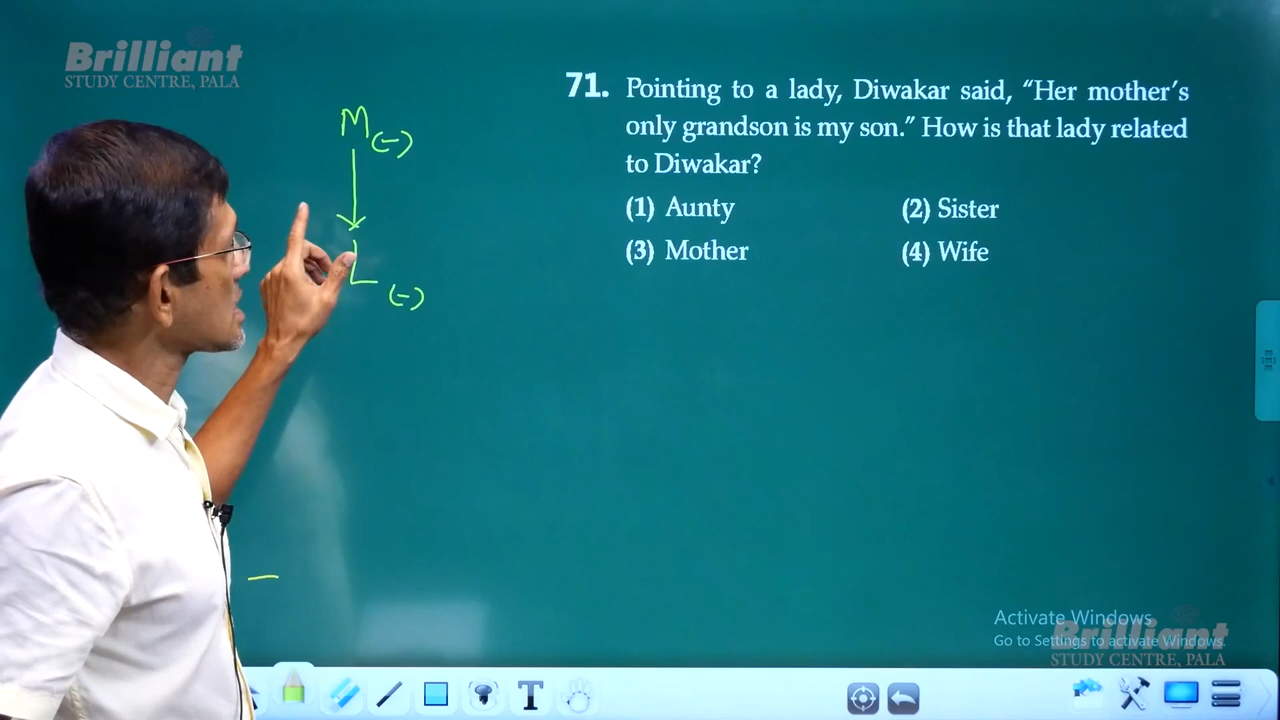 Brilliant
STUDY CENTRE, PALA
M (-)
L (-)
71. Pointing to a lady, Diwakar said, “Her mother’s
only grandson is my son.” How is that lady related
to Diwakar?
(1) Aunty (2) Sister
(3) Mother (4) Wife
Activate Windows
Go to Settings to activate Windows.
Brilliant
STUDY CENTRE, PALA
T